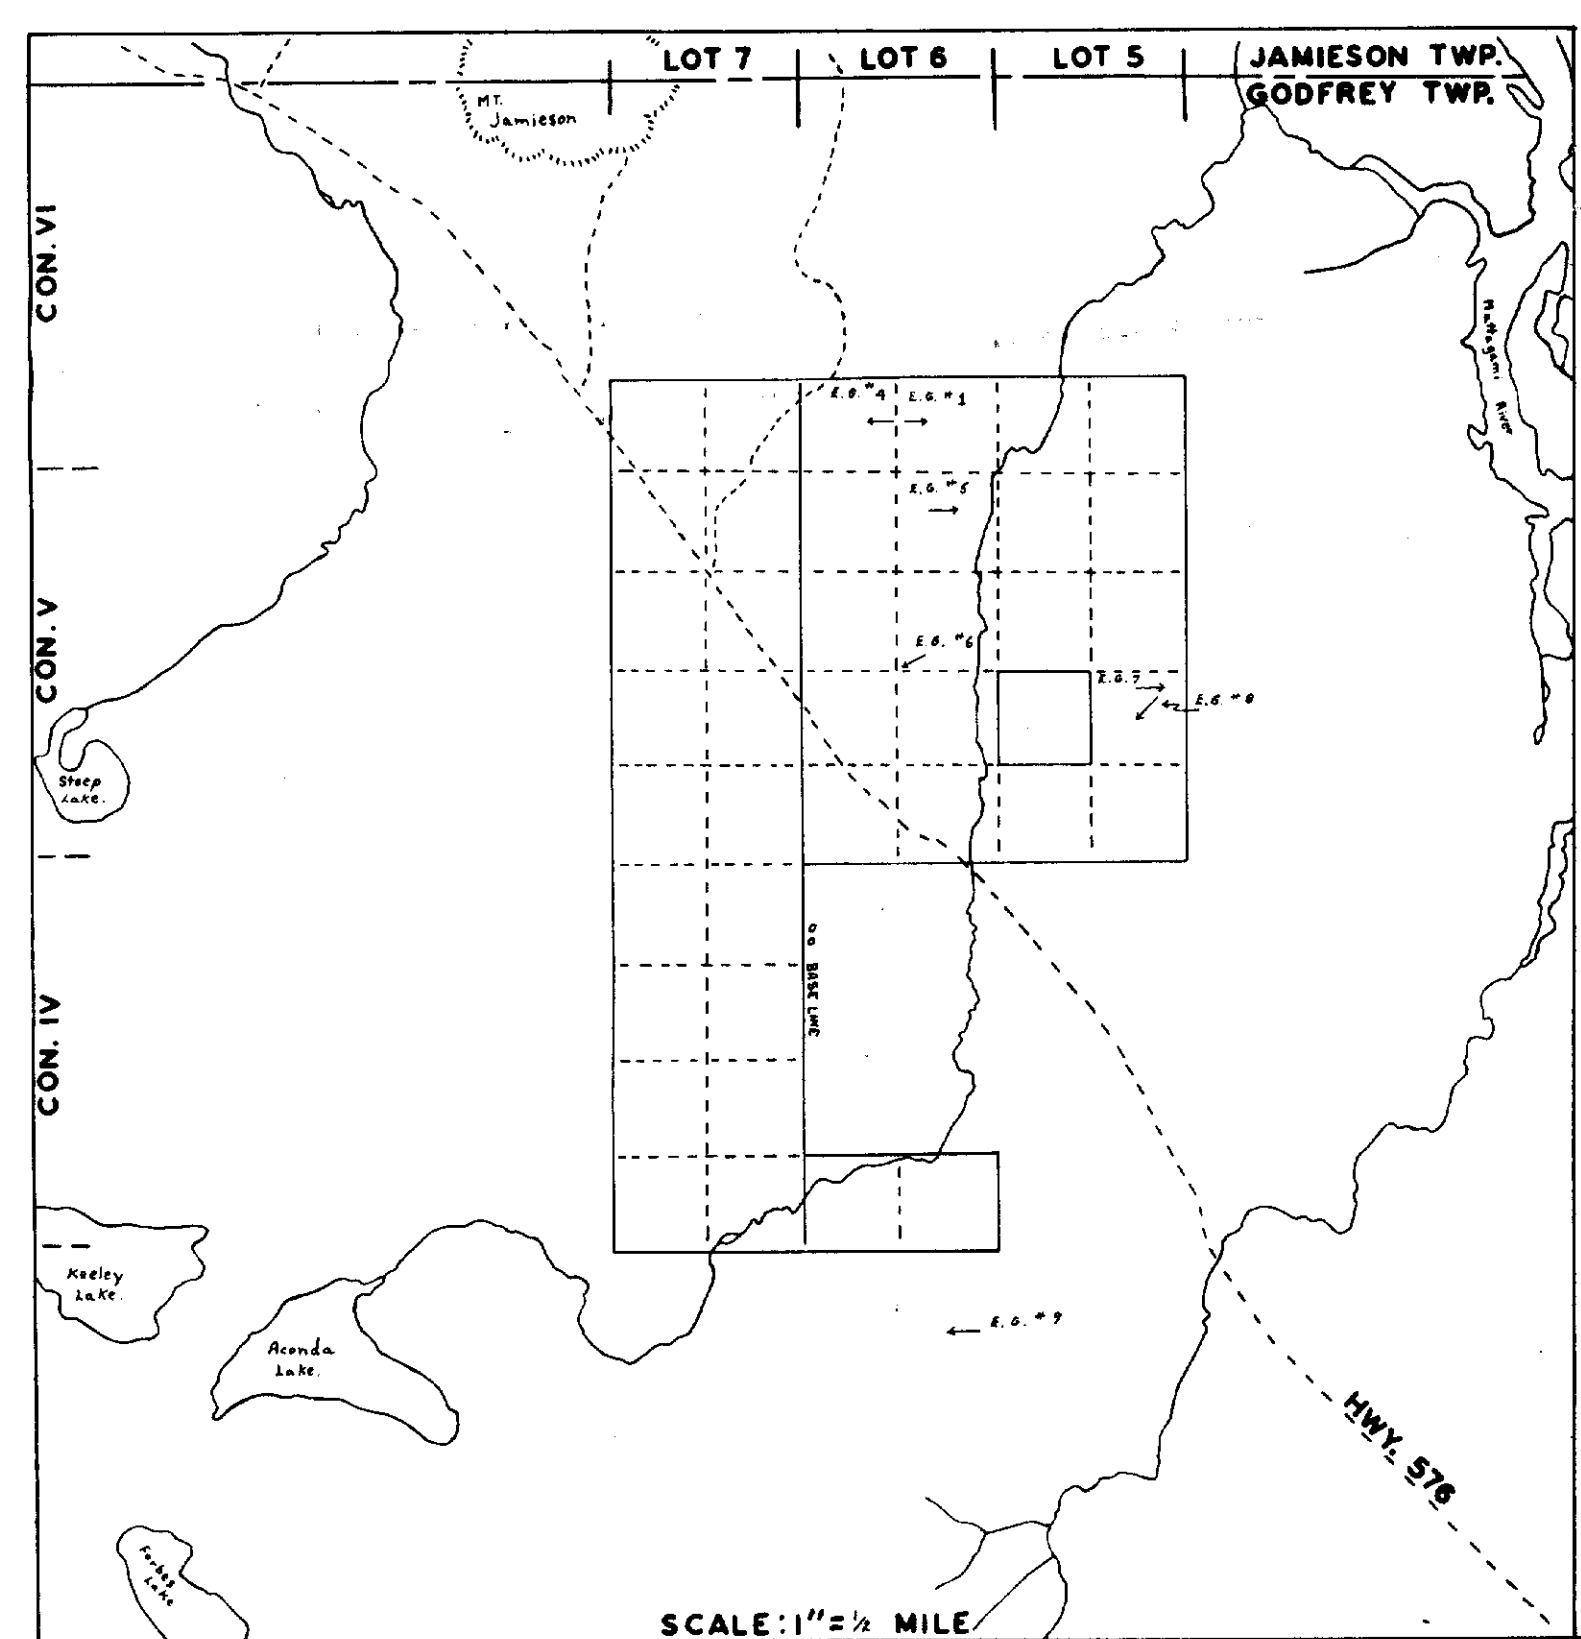 LOT 7 LOT 6 LOT 5 JAMIESON TWP.
GODFREY TWP.
MT.
Jamieson
CON. VI
Mattagami River
E.G. #4 E.G. #1
E.G. #5
CON. V
E.G. #6
E.G. 7
E.G. #8
Steep
Lake.
0 0 BASE LINE
CON. IV
Keeley
Lake.
E.G. #9
Aconda
Lake.
HWY. 576
Forbes
Lake
SCALE: 1" = 1/2 MILE